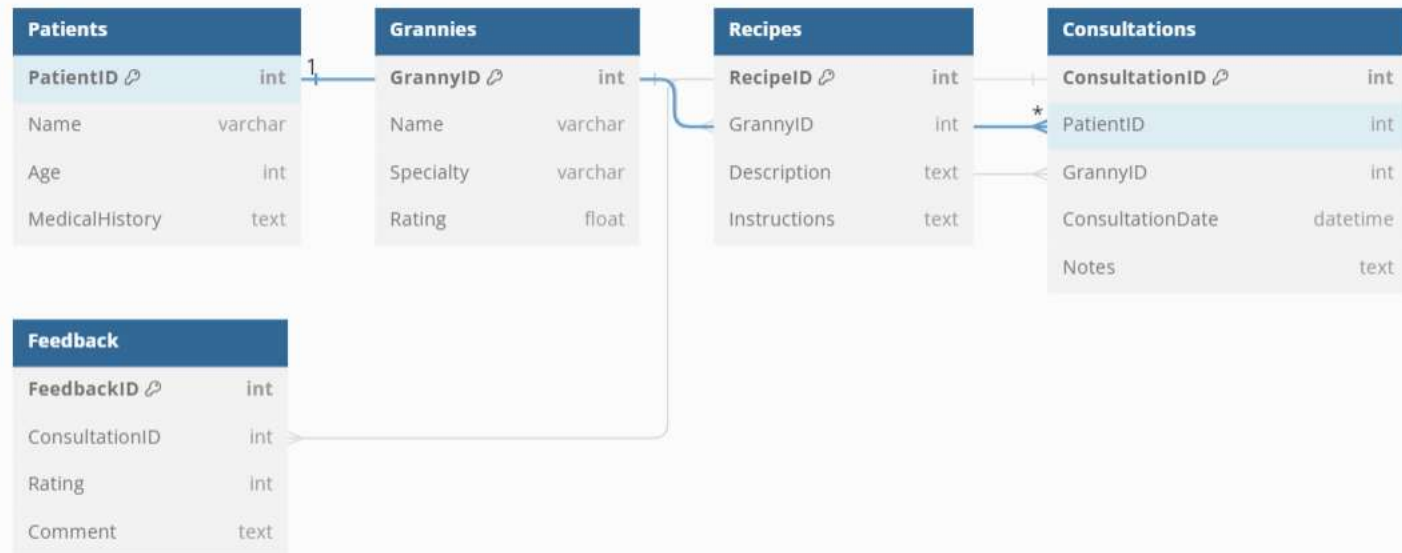 Patients
PatientID int
Name varchar
Age int
MedicalHistory text
1
Grannies
GrannyID int
Name varchar
Specialty varchar
Rating float
Recipes
RecipeID int
GrannyID int
Description text
Instructions text
*
Consultations
ConsultationID int
PatientID int
GrannyID int
ConsultationDate datetime
Notes text
Feedback
FeedbackID int
ConsultationID int
Rating int
Comment text